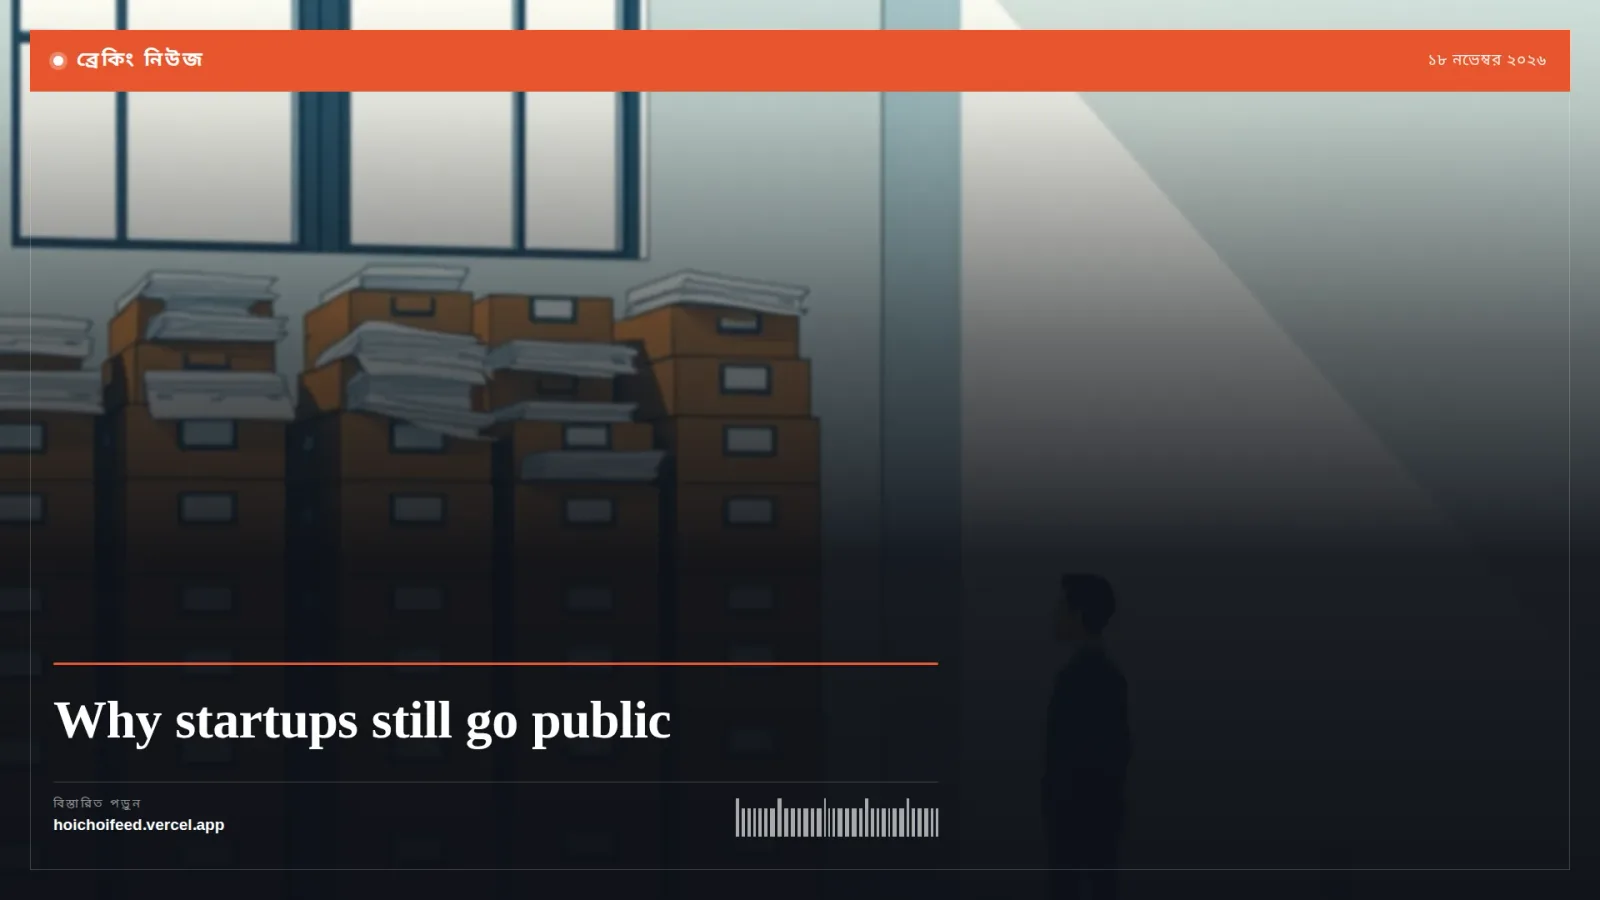 ব্রেকিং নিউজ
১৮ নভেম্বর ২০২৬
Why startups still go public
বিস্তারিত পড়ুন
hoichoifeed.vercel.app